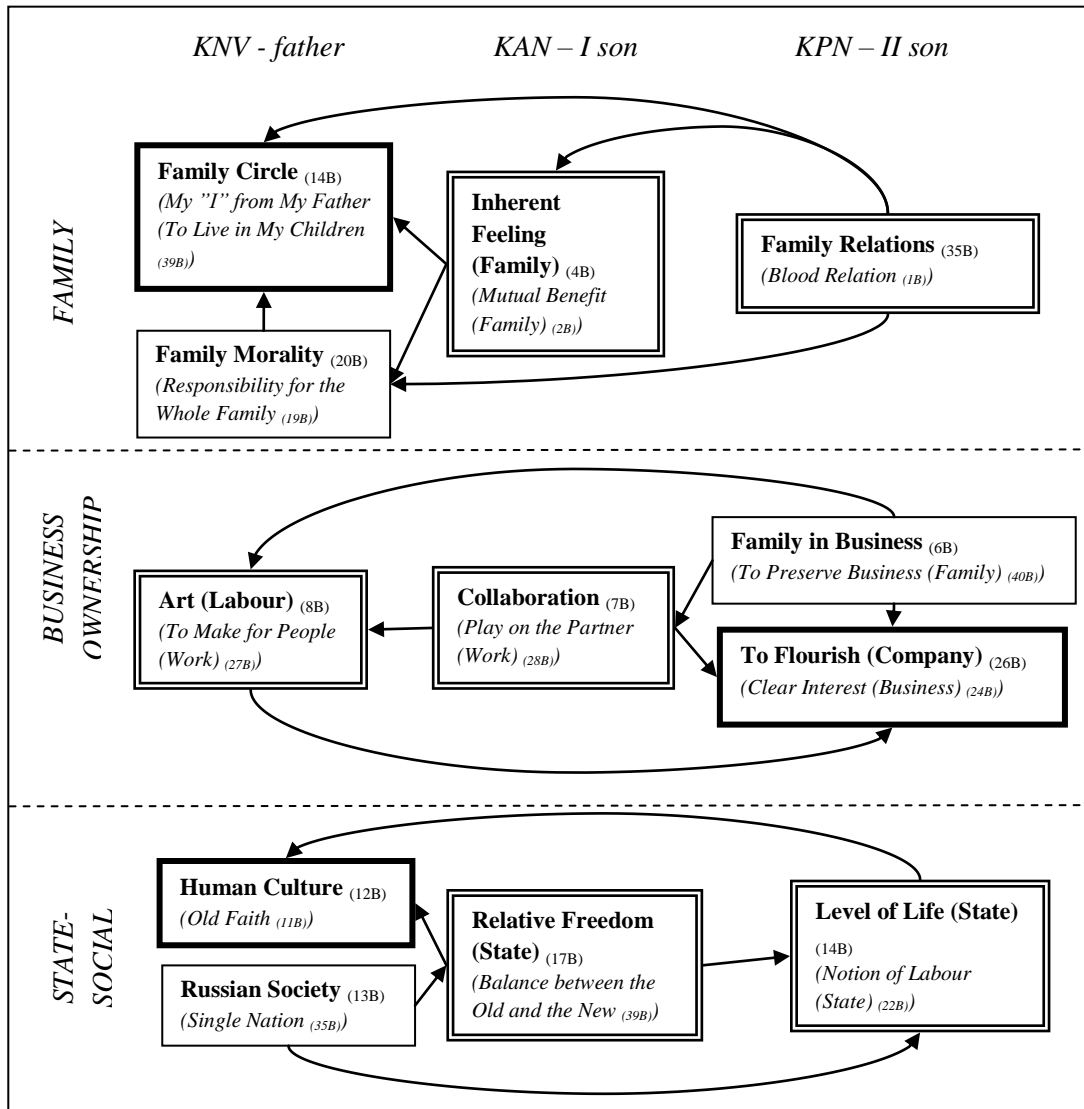 KNV - father
KAN – I son
KPN – II son
FAMILY
Family Circle (14B)
(My ”I” from My Father
(To Live in My Children
(39B))
Inherent
Feeling
(Family) (4B)
(Mutual Benefit
(Family) (2B))
Family Relations (35B)
(Blood Relation (1B))
Family Morality (20B)
(Responsibility for the
Whole Family (19B))
BUSINESS
OWNERSHIP
Family in Business (6B)
(To Preserve Business (Family) (40B))
Art (Labour) (8B)
(To Make for People
(Work) (27B))
Collaboration (7B)
(Play on the Partner
(Work) (28B))
To Flourish (Company) (26B)
(Clear Interest (Business) (24B))
STATE-
SOCIAL
Human Culture (12B)
(Old Faith (11B))
Russian Society (13B)
(Single Nation (35B))
Relative Freedom
(State) (17B)
(Balance between the
Old and the New (39B))
Level of Life (State)
(14B)
(Notion of Labour
(State) (22B))